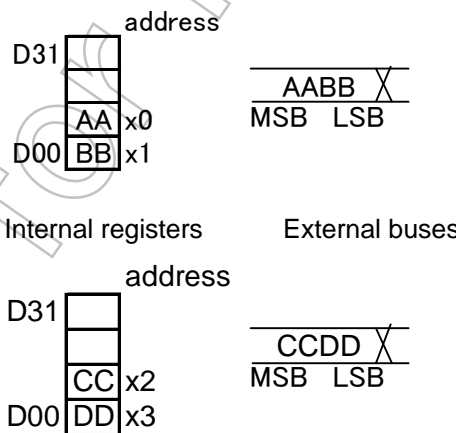 address
D31
AABB
AA x0
MSB LSB
D00 BB x1
Internal registers External buses
address
D31
CCDD
CC x2
MSB LSB
D00 DD x3